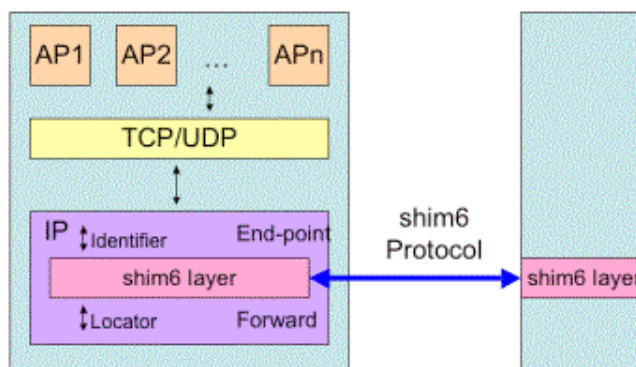 AP1 AP2 ... APn
TCP/UDP
IP
Identifier
End-point
shim6 layer
Locator
Forward
shim6
Protocol
shim6 layer